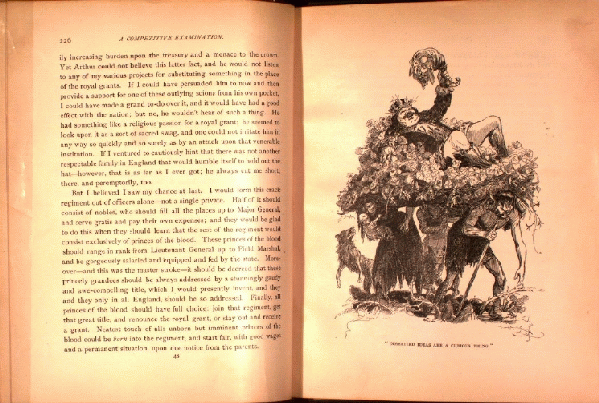 226
A COMPETITIVE EXAMINATION.
its increasing burden upon the treasury and a menace to the crown.
Yet Arthur could not believe this latter fact, and he would not listen
to any of my various projects for substituting something in the place
of the royal grants. If I could have persuaded him to now and then
provide a support for one of these outlying scions from his own pocket,
I could have made a grand to-do over it, and it would have had a good
effect with the nation; but no, he wouldn't hear of such a thing. He
had something like a religious passion for a royal grant; he seemed to
look upon it as a sort of sacred swag, and one could not irritate him in
any way so quickly and so surely as by an attack upon that venerable
institution. If I ventured to cautiously hint that there was not another
respectable family in England that would humble itself to hold out the
hat—however, that is as far as I ever got; he always cut me short,
there, and peremptorily, too.
But I believed I saw my chance at last. I would form this crack
regiment out of officers alone—not a single private. Half of it should
consist of nobles, who should fill all the places up to Major General,
and serve gratis and pay their own expenses; and they would be glad
to do this when they should learn that the rest of the regiment would
consist exclusively of princes of the blood. These princes of the blood
should range in rank from Lieutenant General up to Field Marshal,
and be gorgeously salaried and equipped and fed by the state. More-
over—and this was the master stroke—it should be decreed that these
princely grandees should be always addressed by a stunningly gaudy
and awe-compelling title, which I would presently invent, and they
and they only in all England should be so addressed. Finally, all
princes of the blood should have full choice: join that regiment, get
that great title, and renounce the royal grant, or stay out and receive
a grant. Neatest touch of all: unborn but imminent princes of the
blood could be born into the regiment, and start fair, with good wages
and a permanent situation, upon due notice from the parents.
IDEAS ARE A CURIOUS THING"